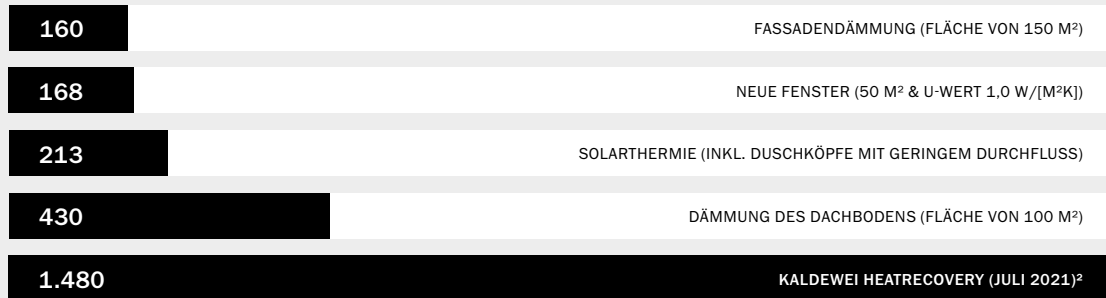 160 FASSADENDÄMMUNG (FLÄCHE VON 150 M²)
168 NEUE FENSTER (50 M² & U-WERT 1,0 W/[M²K])
213 SOLARTHERMIE (INKL. DUSCHKÖPFE MIT GERINGEM DURCHFLUSS)
430 DÄMMUNG DES DACHBODENS (FLÄCHE VON 100 M²)
1.480 KALDEWEI HEATRECOVERY (JULI 2021)²